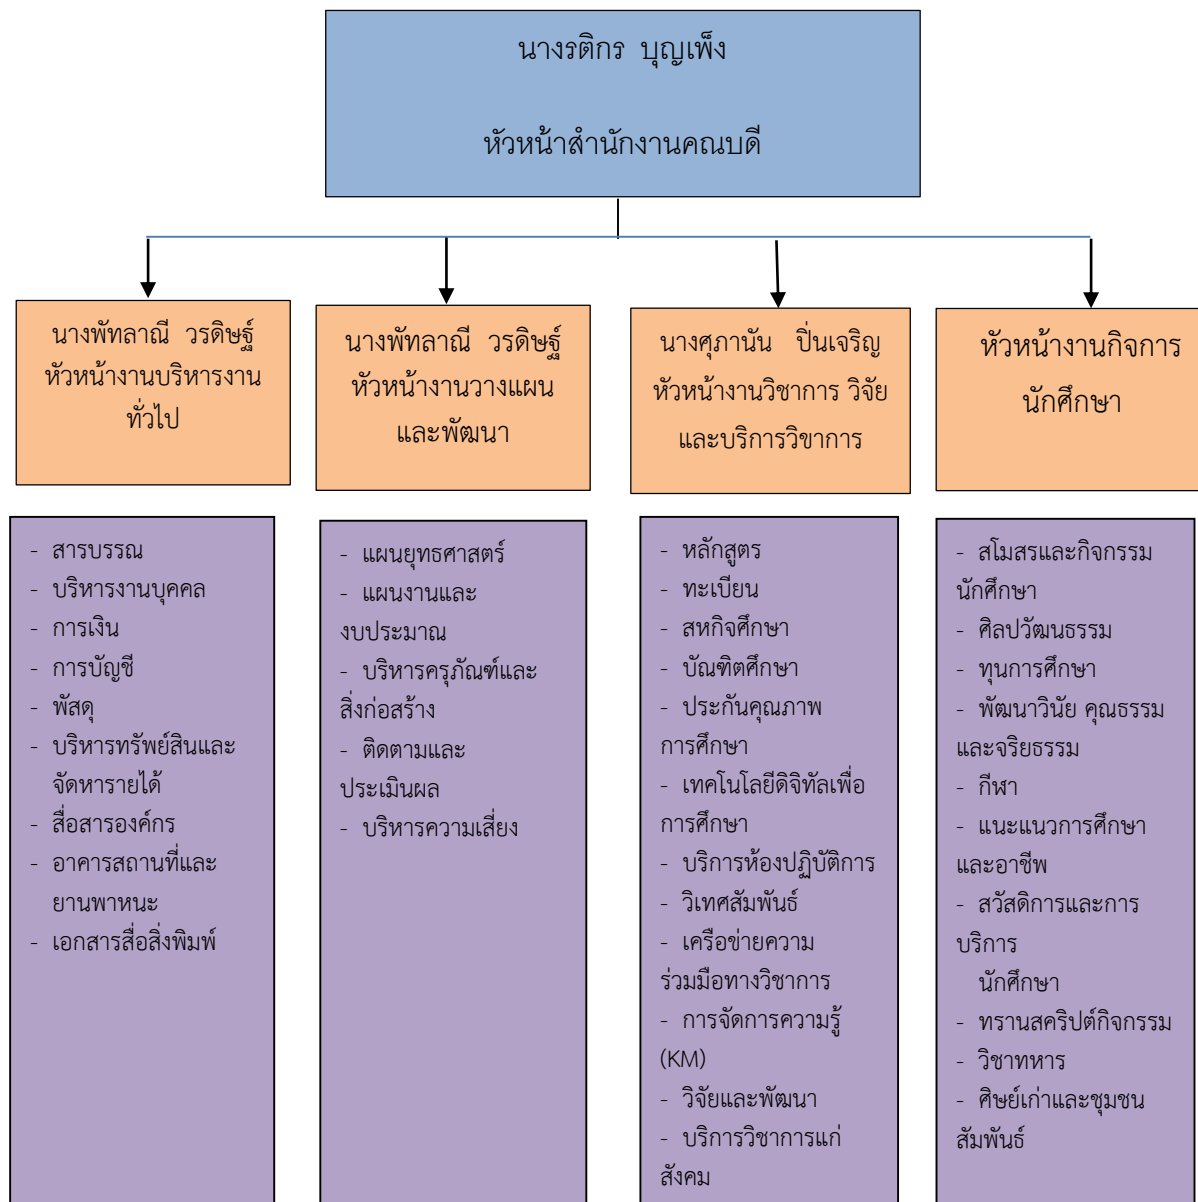 นางรติกร  บุญเพ็ง
หัวหน้าสำนักงานคณบดี
นางพัทลาณี  วรดิษฐ์
หัวหน้างานบริหารงาน
ทั่วไป
นางพัทลาณี  วรดิษฐ์
หัวหน้างานวางแผน
และพัฒนา
นางศุภานัน   ปิ่นเจริญ
หัวหน้างานวิชาการ วิจัย
และบริการวิขาการ
หัวหน้างานกิจการ
นักศึกษา
- สารบรรณ
- บริหารงานบุคคล
- การเงิน
- การบัญชี
- พัสดุ
- บริหารทรัพย์สินและ
จัดหารายได้
- สื่อสารองค์กร
- อาคารสถานที่และ
ยานพาหนะ
- เอกสารสื่อสิ่งพิมพ์
- แผนยุทธศาสตร์
- แผนงานและ
งบประมาณ
- บริหารครุภัณฑ์และ
สิ่งก่อสร้าง
- ติดตามและ
ประเมินผล
- บริหารความเสี่ยง
- หลักสูตร
- ทะเบียน
- สหกิจศึกษา
- บัณฑิตศึกษา
- ประกันคุณภาพ
การศึกษา
- เทคโนโลยีดิจิทัลเพื่อ
การศึกษา
- บริการห้องปฏิบัติการ
- วิเทศสัมพันธ์
- เครือข่ายความ
ร่วมมือทางวิชาการ
- การจัดการความรู้
(KM)
- วิจัยและพัฒนา
- บริการวิชาการแก่
สังคม
- สโมสรและกิจกรรม
นักศึกษา
- ศิลปวัฒนธรรม
- ทุนการศึกษา
- พัฒนาวินัย คุณธรรม
และจริยธรรม
- กีฬา
- แนะแนวการศึกษา
และอาชีพ
- สวัสดิการและการ
บริการ
นักศึกษา
- ทรานสคริปต์กิจกรรม
- วิชาทหาร
- ศิษย์เก่าและชุมชน
สัมพันธ์